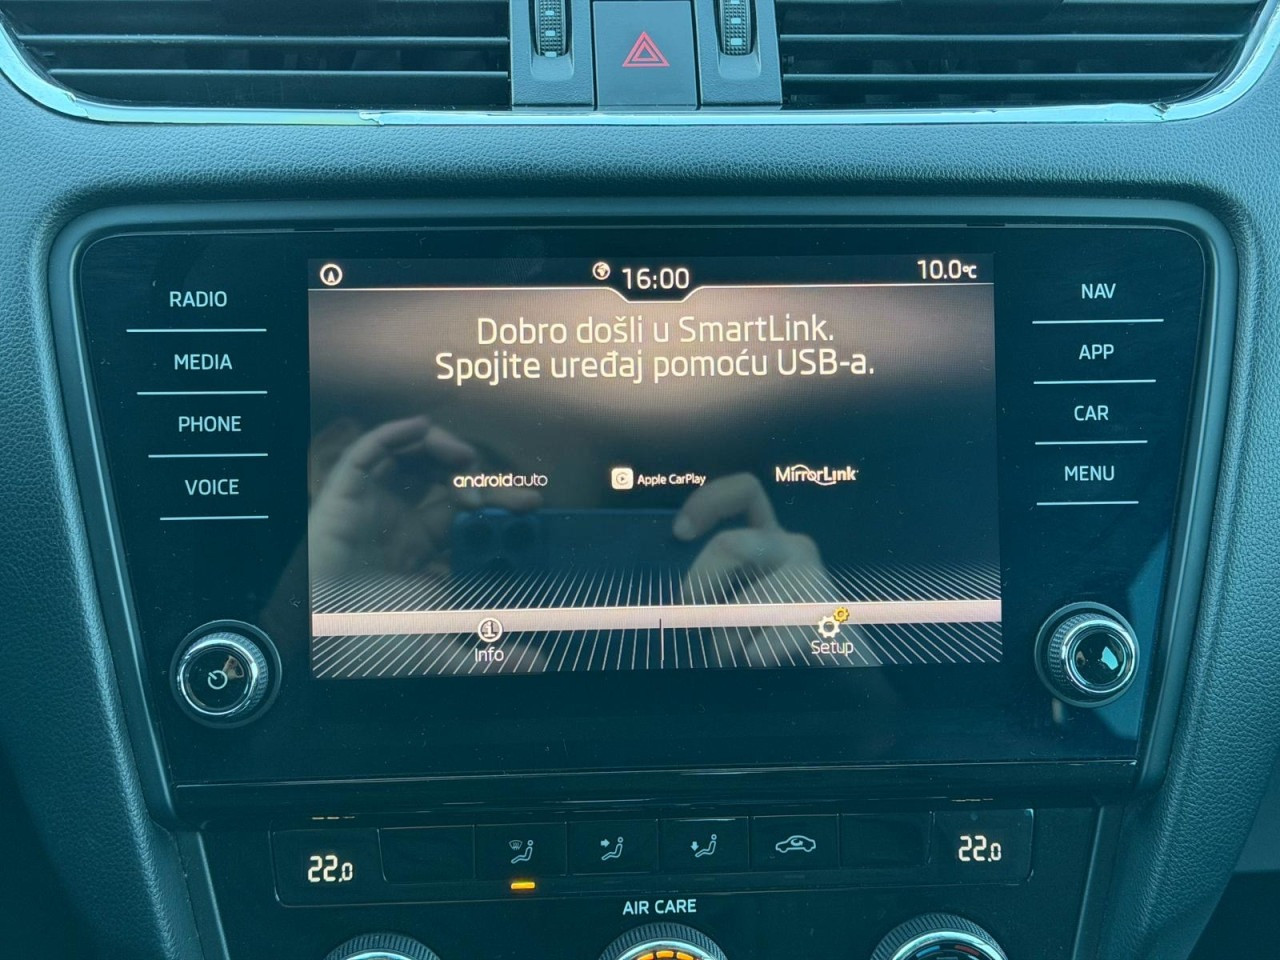 16:00
10.0°C
RADIO
MEDIA
PHONE
VOICE
NAV
APP
CAR
MENU
Dobro došli u SmartLink.
Spojite uređaj pomoću USB-a.
androidauto
Apple CarPlay
MirrorLink
Info
Setup
22.0
22.0
AIR CARE